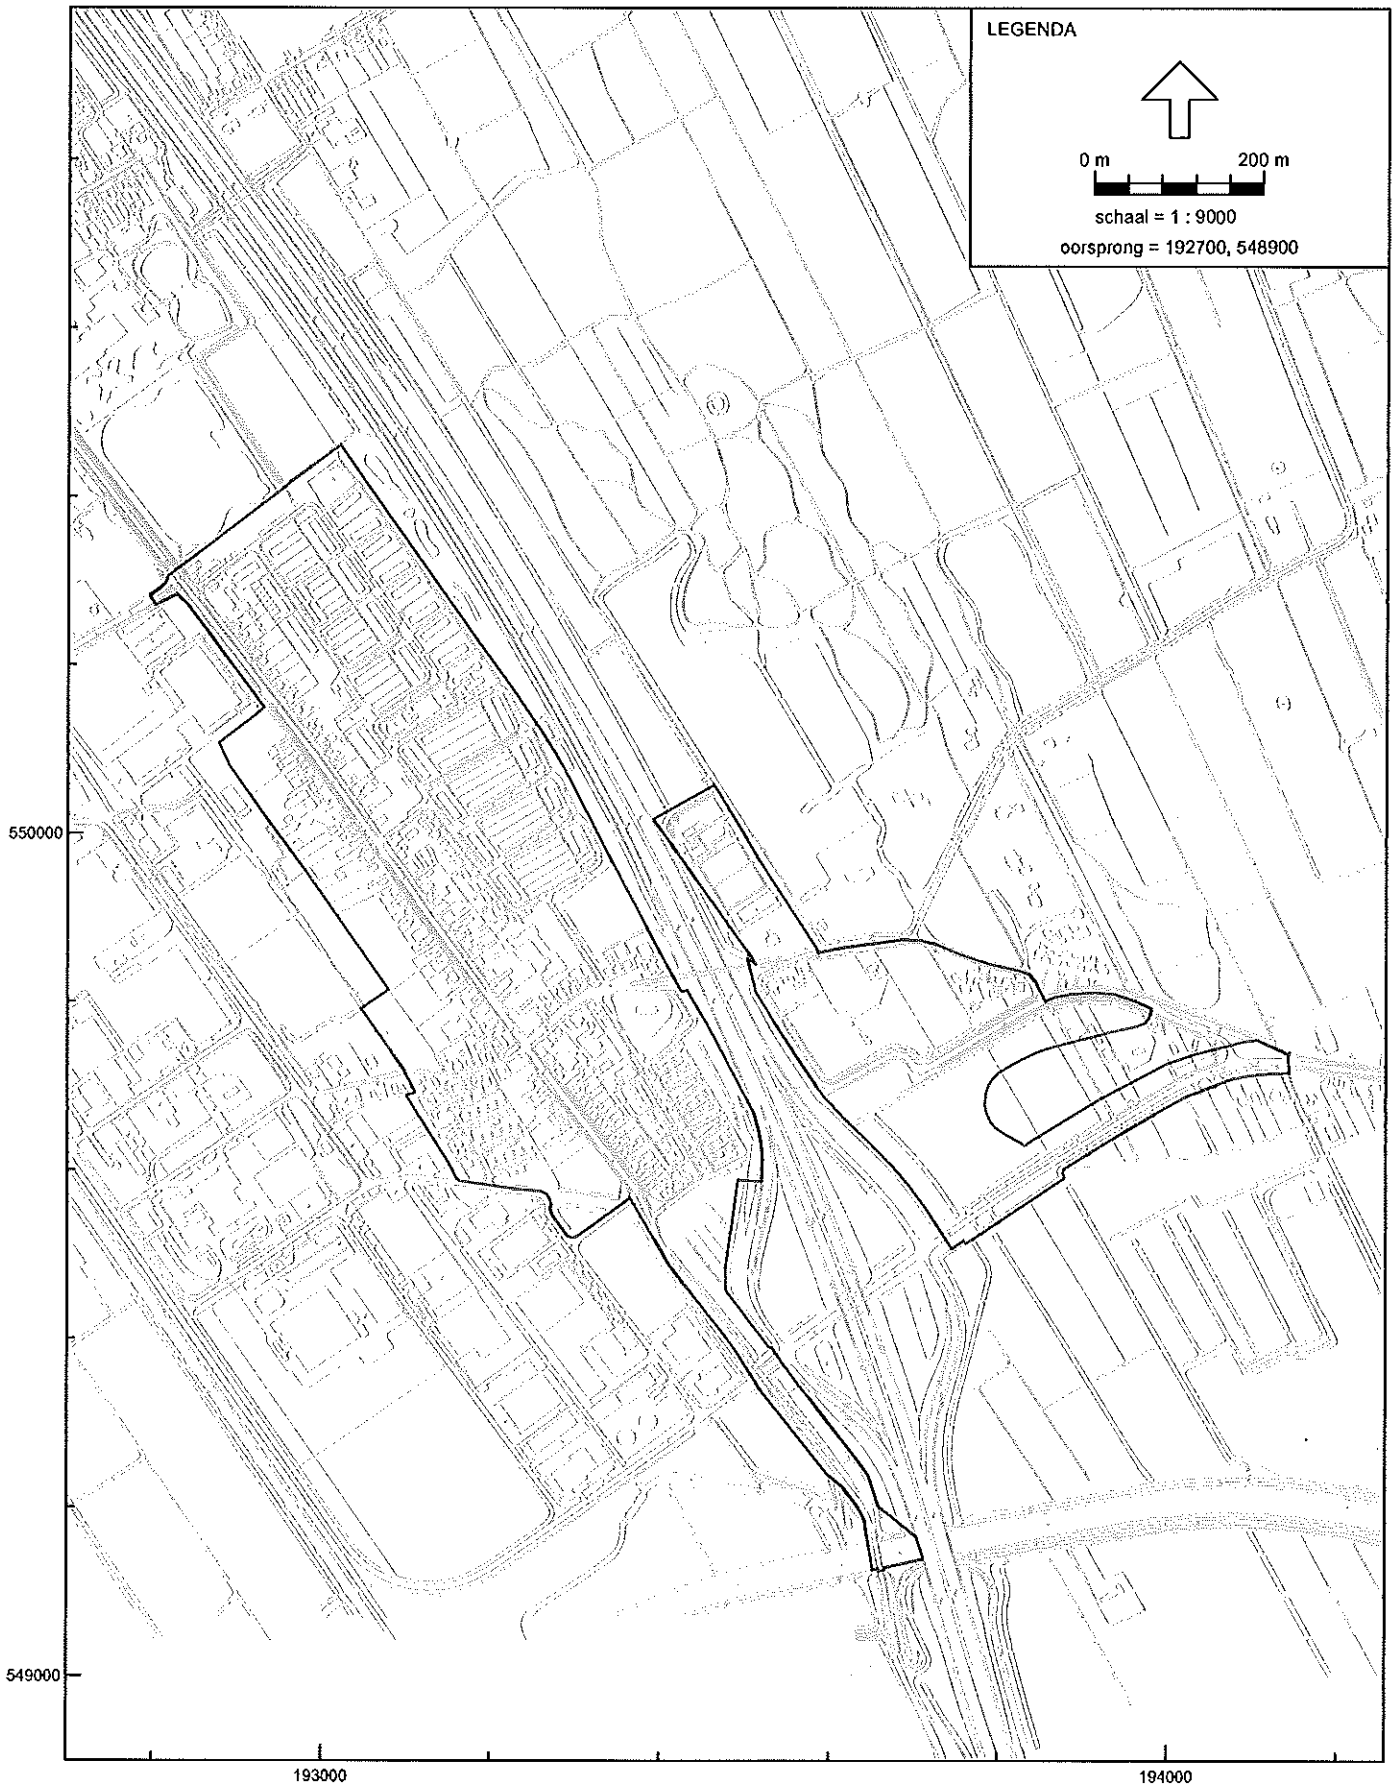 LEGENDA
0 m 200 m
schaal = 1 : 9000
oorsprong = 192700, 548900
550000
549000
193000 194000